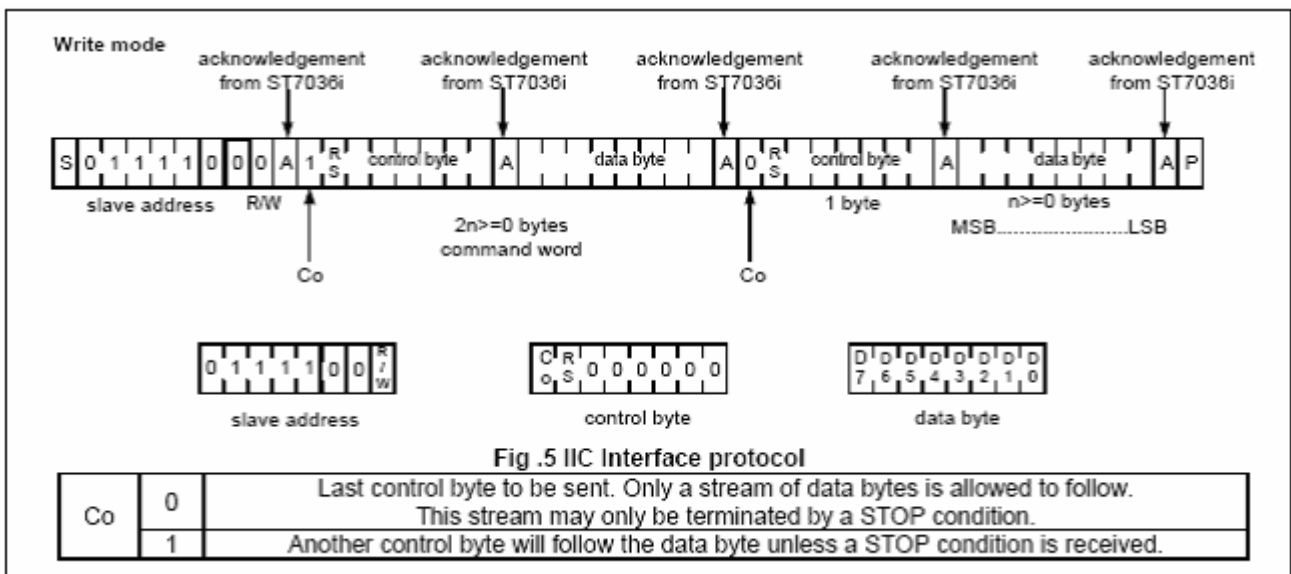 Write mode
acknowledgement acknowledgement acknowledgement acknowledgement acknowledgement
from ST7036i from ST7036i from ST7036i from ST7036i from ST7036i
S 0 1 1 1 1 0 0 0 A 1 RS control byte A data byte A 0 RS control byte A data byte A P
slave address R/W 1 byte n>=0 bytes
2n>=0 bytes MSB.......................LSB
command word
Co Co
0 1 1 1 1 0 0 R/W Co RS 0 0 0 0 0 0 D7 D6 D5 D4 D3 D2 D1 D0
slave address control byte data byte
Fig .5 IIC Interface protocol
Co 0 Last control byte to be sent. Only a stream of data bytes is allowed to follow.
This stream may only be terminated by a STOP condition.
1 Another control byte will follow the data byte unless a STOP condition is received.